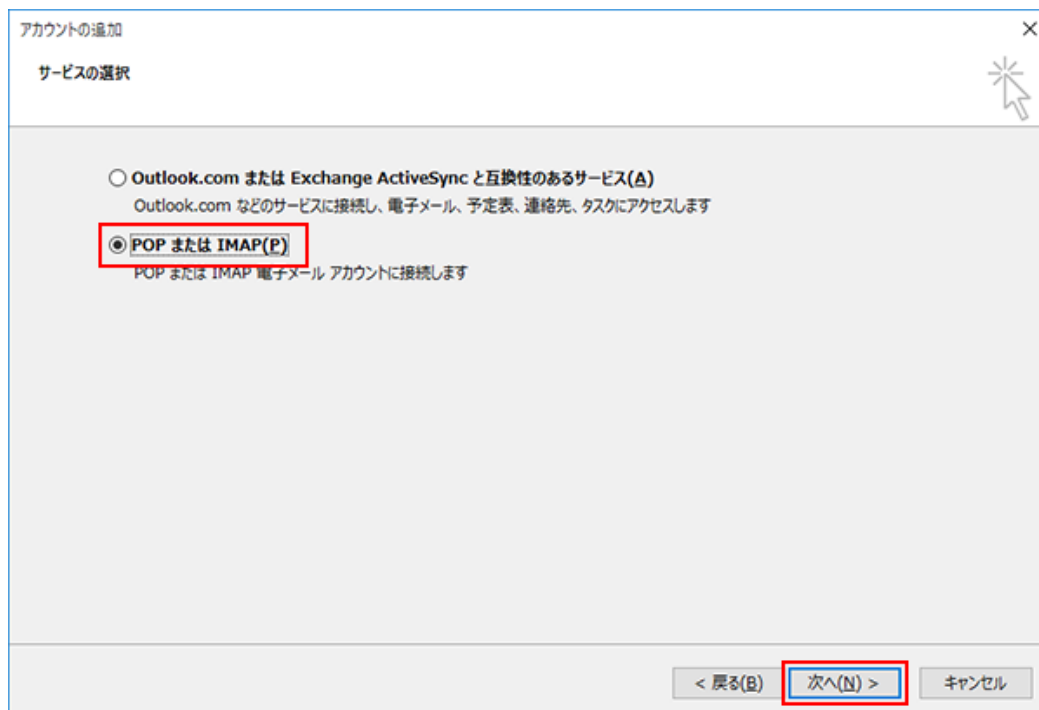 アカウントの追加
サービスの選択
Outlook.com または Exchange ActiveSync と互換性のあるサービス(A)
Outlook.com などのサービスに接続し、電子メール、予定表、連絡先、タスクにアクセスします
POP または IMAP(P)
POP または IMAP 電子メール アカウントに接続します
< 戻る(B) 次へ(N) > キャンセル